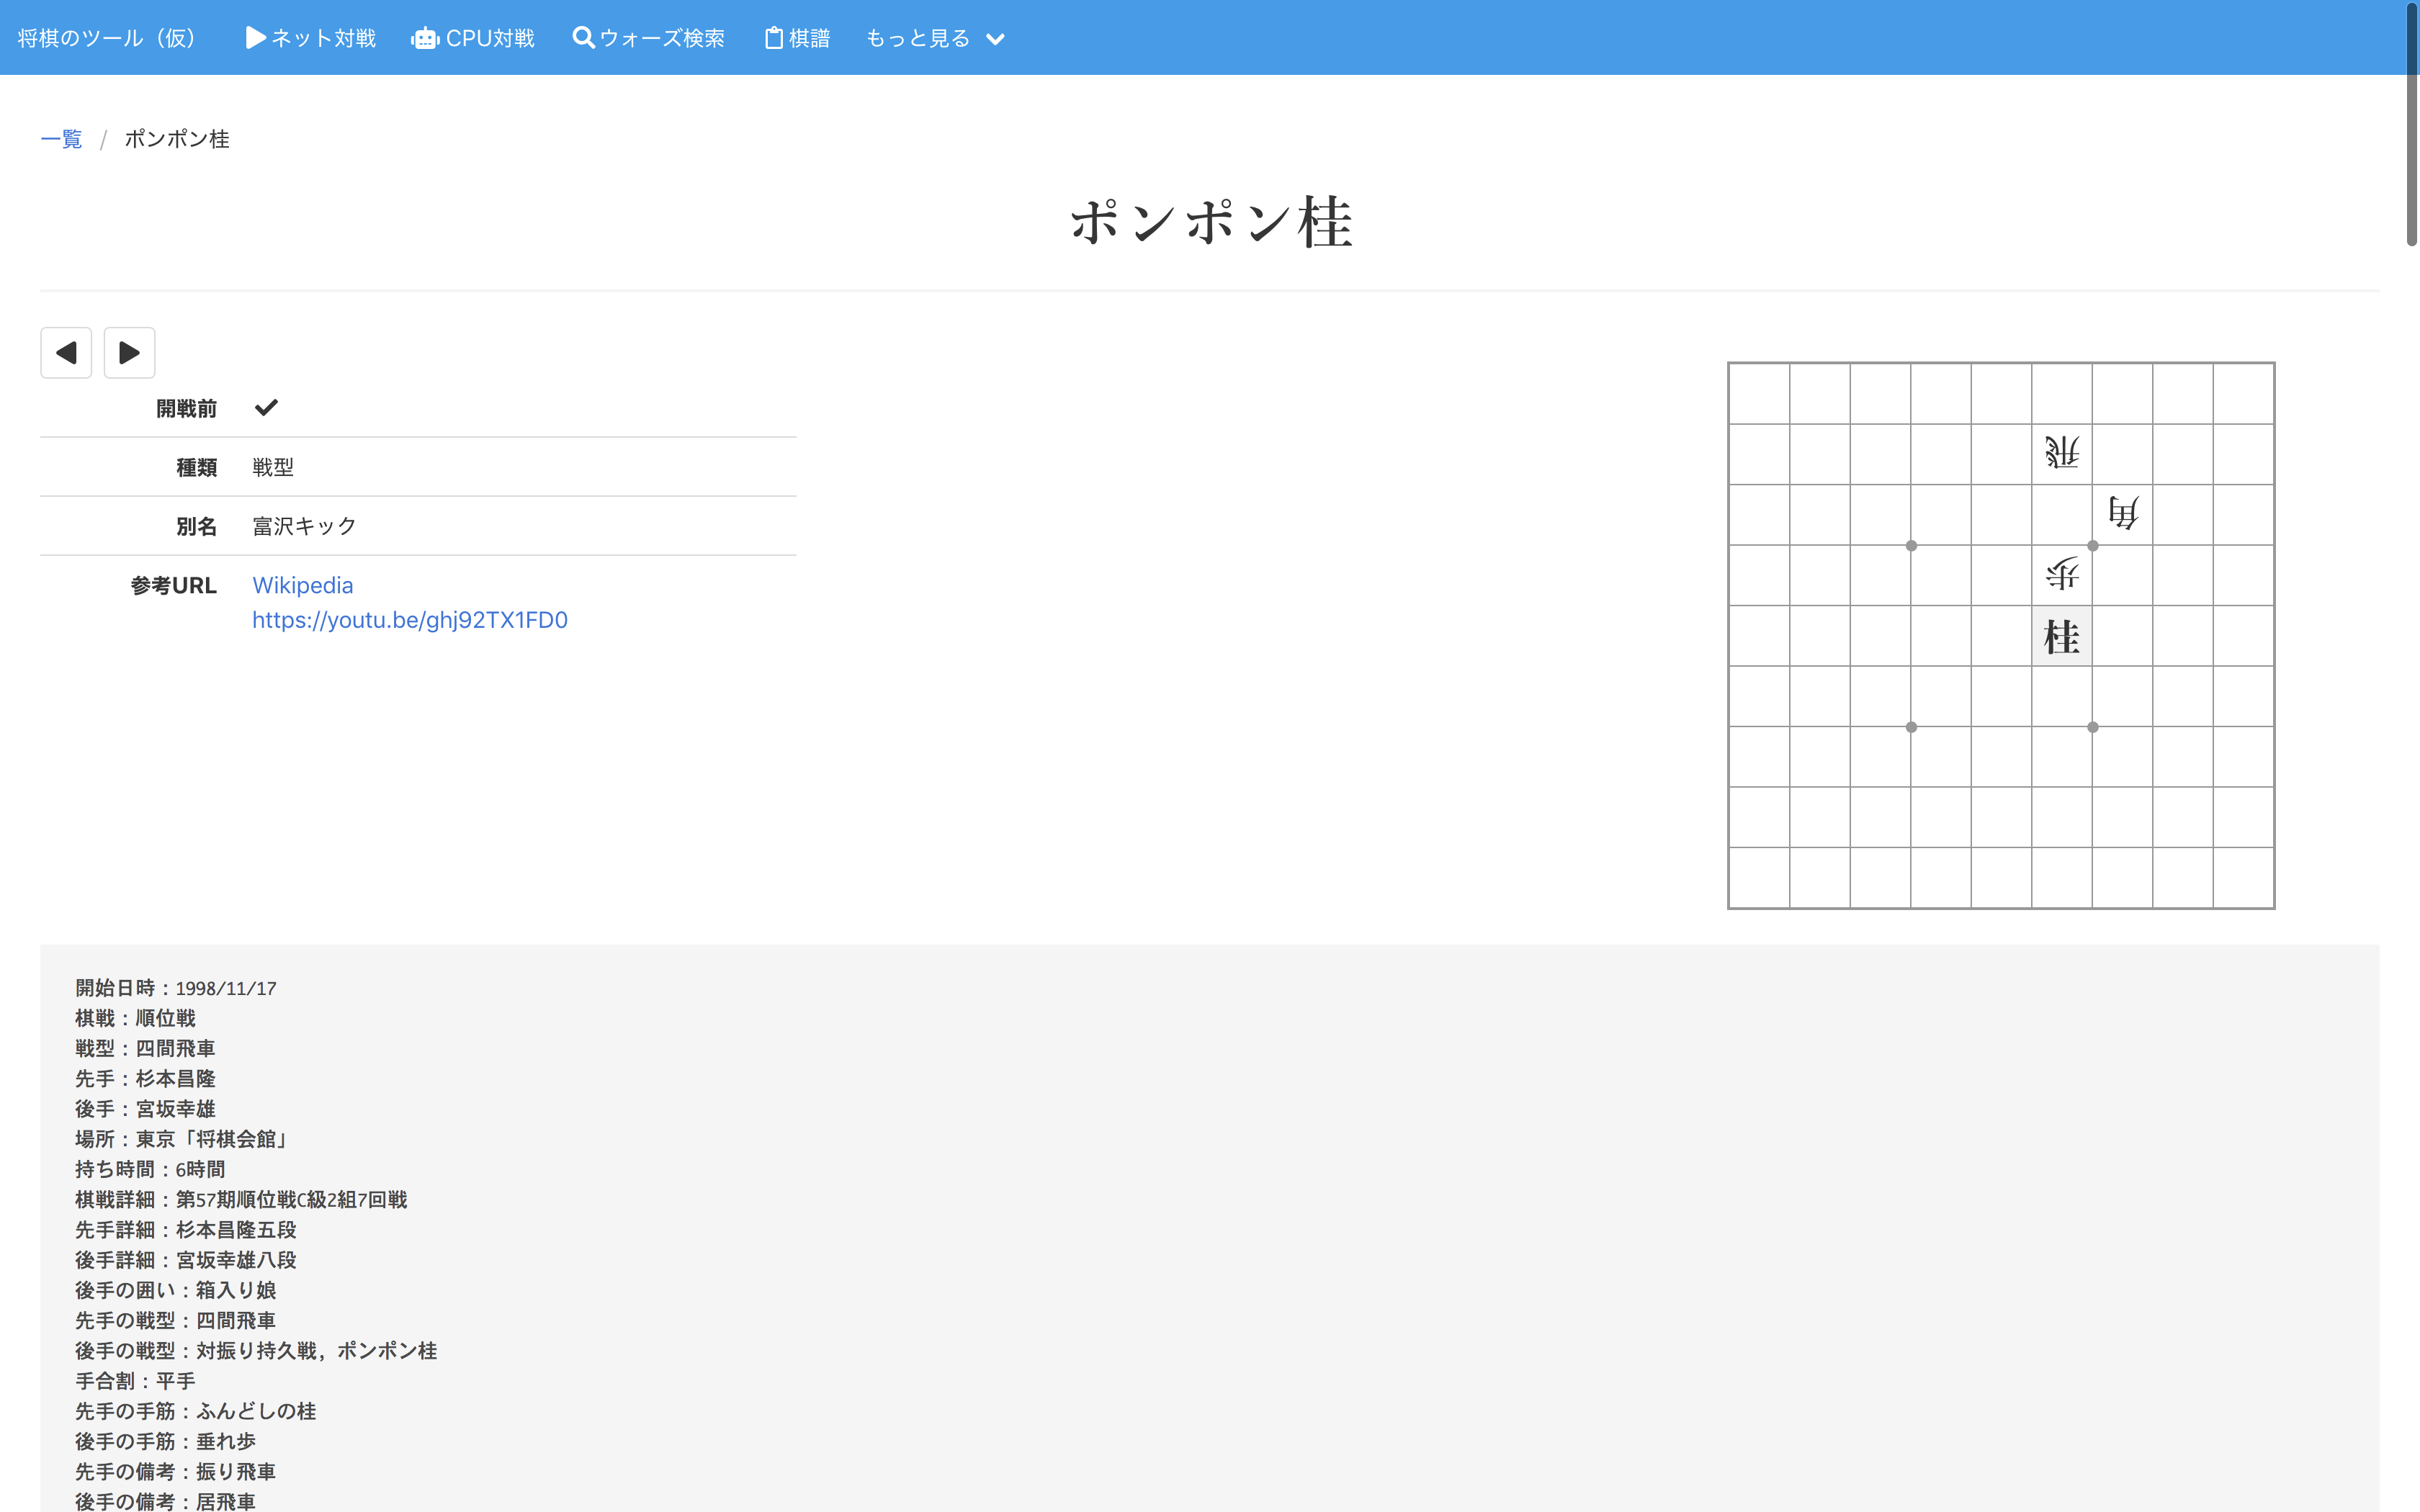 将棋のツール（仮） ネット対戦 CPU対戦 ウォーズ検索 棋譜 もっと見る
一覧 / ポンポン桂
ポンポン桂
開戦前
種類 戦型
別名 富沢キック
参考URL Wikipedia
https://youtu.be/ghj92TX1FD0
飛
角
歩
桂
開始日時：1998/11/17
棋戦：順位戦
戦型：四間飛車
先手：杉本昌隆
後手：宮坂幸雄
場所：東京「将棋会館」
持ち時間：6時間
棋戦詳細：第57期順位戦C級2組7回戦
先手詳細：杉本昌隆五段
後手詳細：宮坂幸雄八段
後手の囲い：箱入り娘
先手の戦型：四間飛車
後手の戦型：対振り持久戦, ポンポン桂
手合割：平手
先手の手筋：ふんどしの桂
後手の手筋：垂れ歩
先手の備考：振り飛車
後手の備考：居飛車